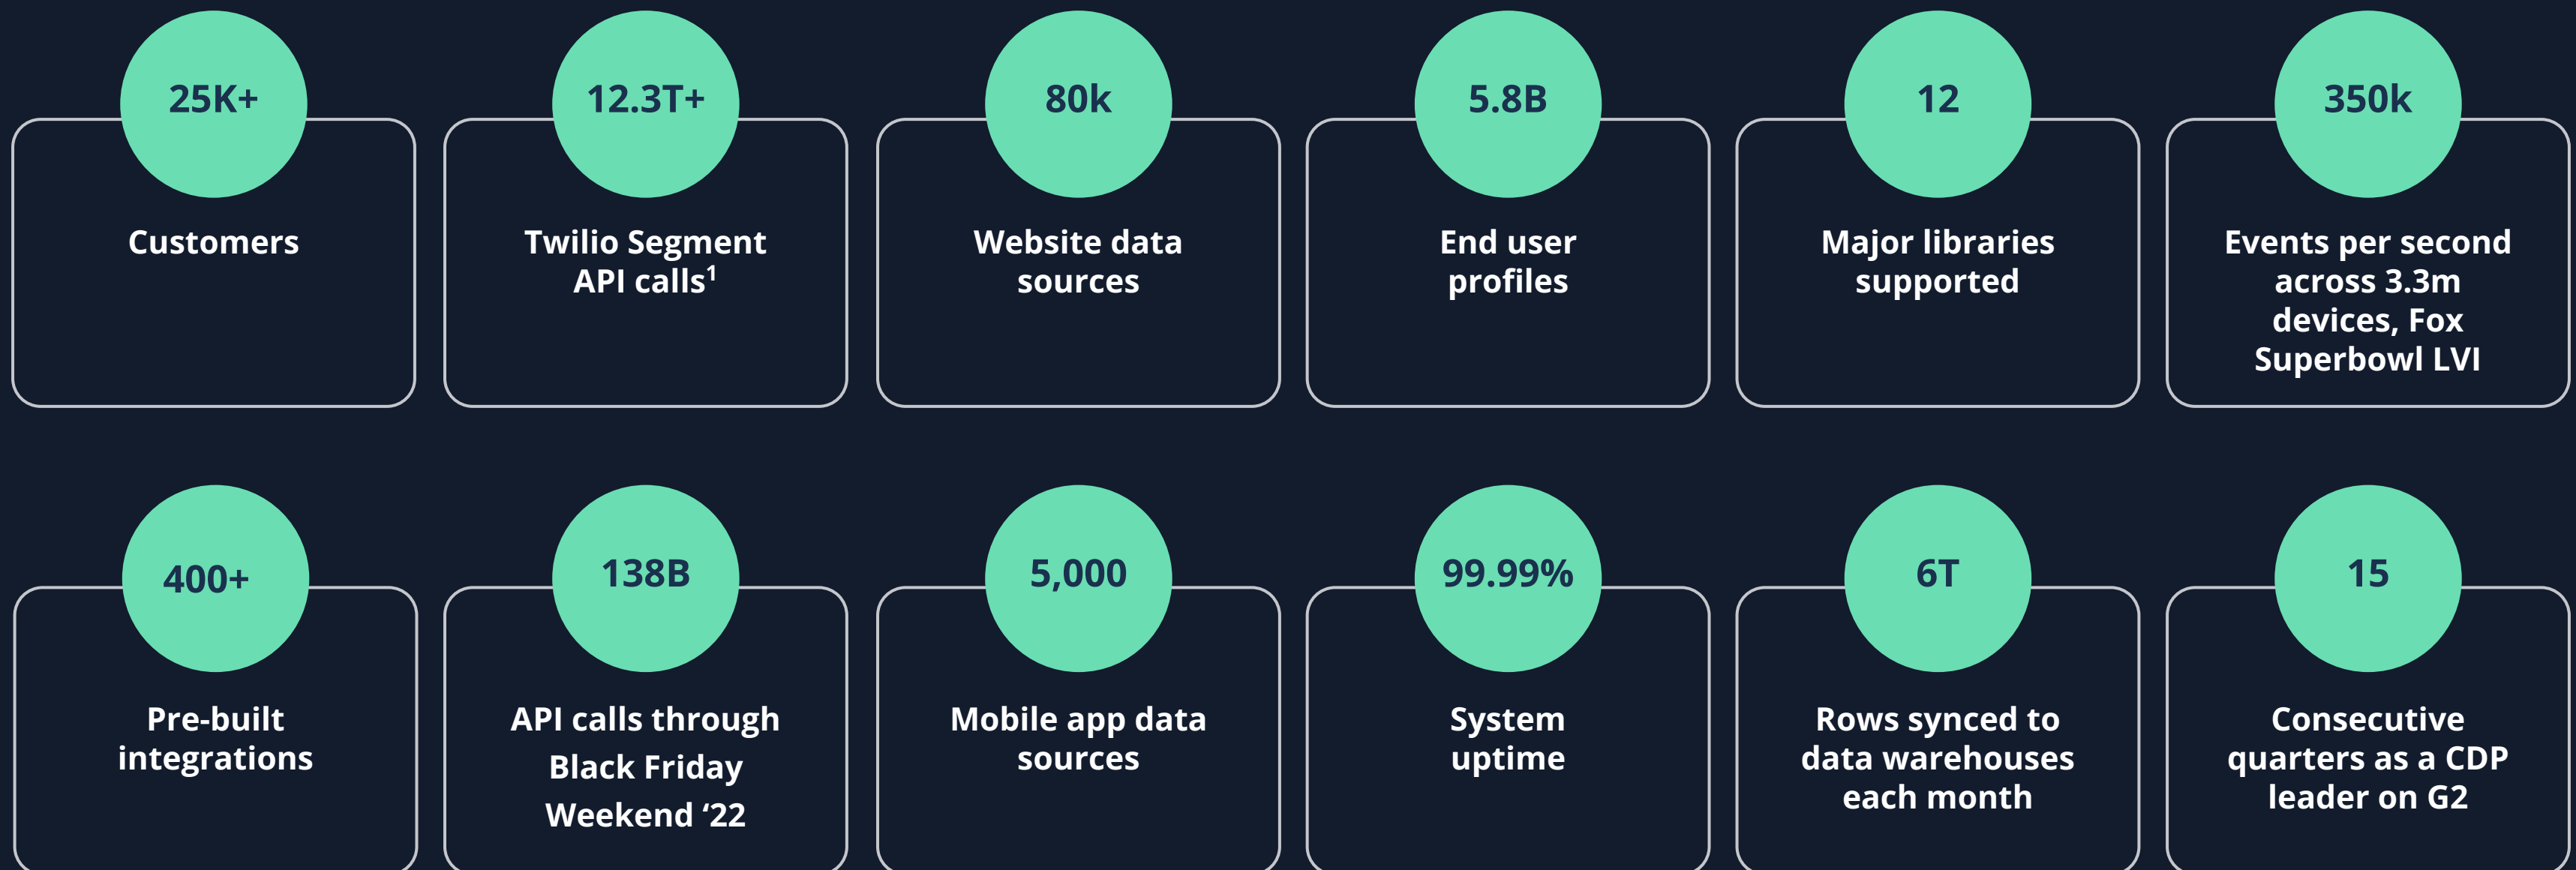 25K+
Customers
12.3T+
Twilio Segment
API calls¹
80k
Website data
sources
5.8B
End user
profiles
12
Major libraries
supported
350k
Events per second
across 3.3m
devices, Fox
Superbowl LVI
400+
Pre-built
integrations
138B
API calls through
Black Friday
Weekend ‘22
5,000
Mobile app data
sources
99.99%
System
uptime
6T
Rows synced to
data warehouses
each month
15
Consecutive
quarters as a CDP
leader on G2